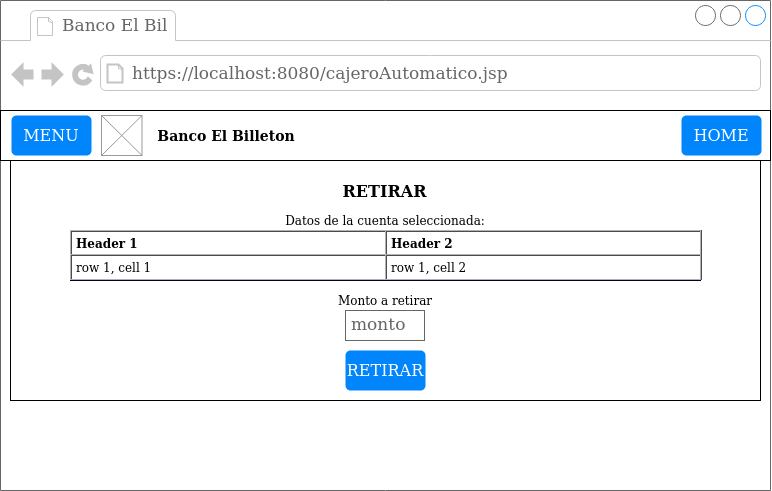 Banco El Bil
https://localhost:8080/cajeroAutomatico.jsp
MENU Banco El Billeton HOME
RETIRAR
Datos de la cuenta seleccionada:
Header 1 Header 2
row 1, cell 1 row 1, cell 2
Monto a retirar
monto
RETIRAR